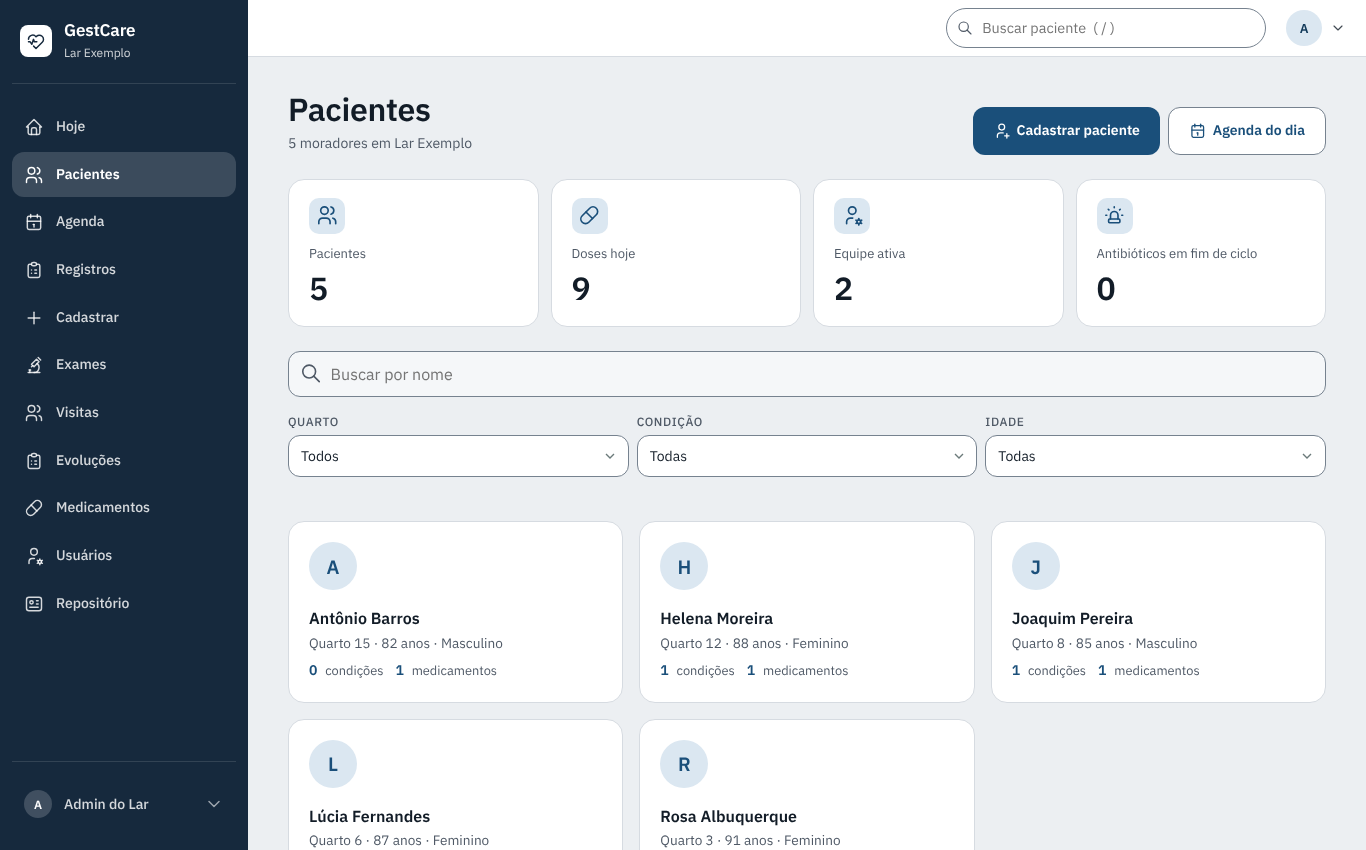 GestCare
Lar Exemplo
Hoje
Pacientes
Agenda
Registros
Cadastrar
Exames
Visitas
Evoluções
Medicamentos
Usuários
Repositório
A
Admin do Lar
Buscar paciente ( / )
A
Pacientes
5 moradores em Lar Exemplo
Cadastrar paciente
Agenda do dia
Pacientes
5
Doses hoje
9
Equipe ativa
2
Antibióticos em fim de ciclo
0
Buscar por nome
QUARTO
Todos
CONDIÇÃO
Todas
IDADE
Todas
A
Antônio Barros
Quarto 15 · 82 anos · Masculino
0 condições 1 medicamentos
H
Helena Moreira
Quarto 12 · 88 anos · Feminino
1 condições 1 medicamentos
J
Joaquim Pereira
Quarto 8 · 85 anos · Masculino
1 condições 1 medicamentos
L
Lúcia Fernandes
Quarto 6 · 87 anos · Feminino
R
Rosa Albuquerque
Quarto 3 · 91 anos · Feminino